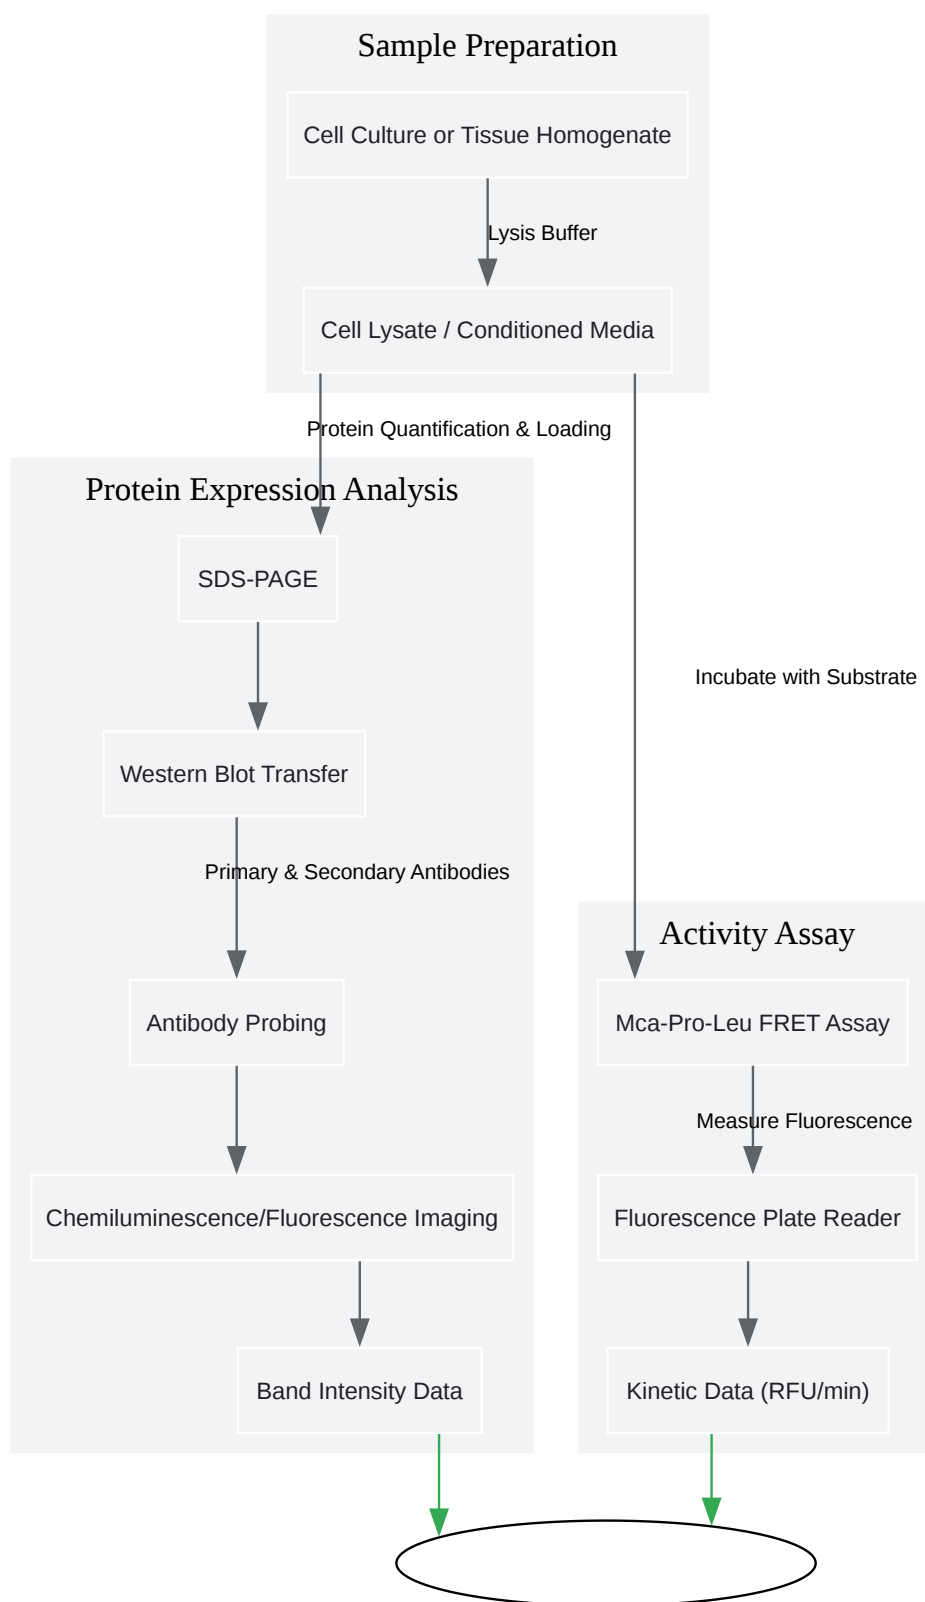 Sample Preparation
Cell Culture or Tissue Homogenate
Lysis Buffer
Cell Lysate / Conditioned Media
Protein Quantification & Loading
Protein Expression Analysis
SDS-PAGE
Incubate with Substrate
Western Blot Transfer
Primary & Secondary Antibodies
Activity Assay
Antibody Probing
Mca-Pro-Leu FRET Assay
Measure Fluorescence
Chemiluminescence/Fluorescence Imaging
Fluorescence Plate Reader
Band Intensity Data
Kinetic Data (RFU/min)